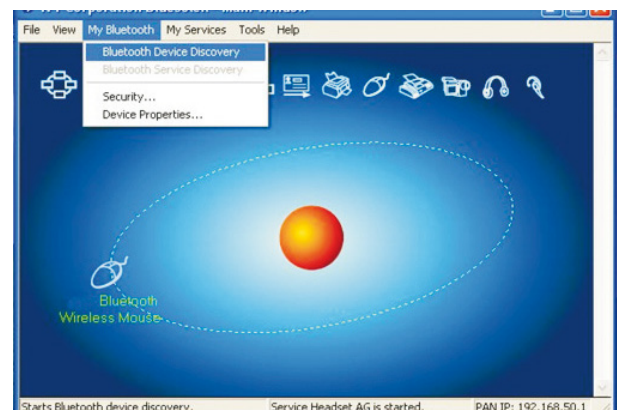 File View My Bluetooth My Services Tools Help
Bluetooth Device Discovery
Bluetooth Service Discovery
Security...
Device Properties...
Bluetooth
Wireless Mouse
Starts Bluetooth device discovery. Service Headset AG is started. PAN IP: 192.168.50.1